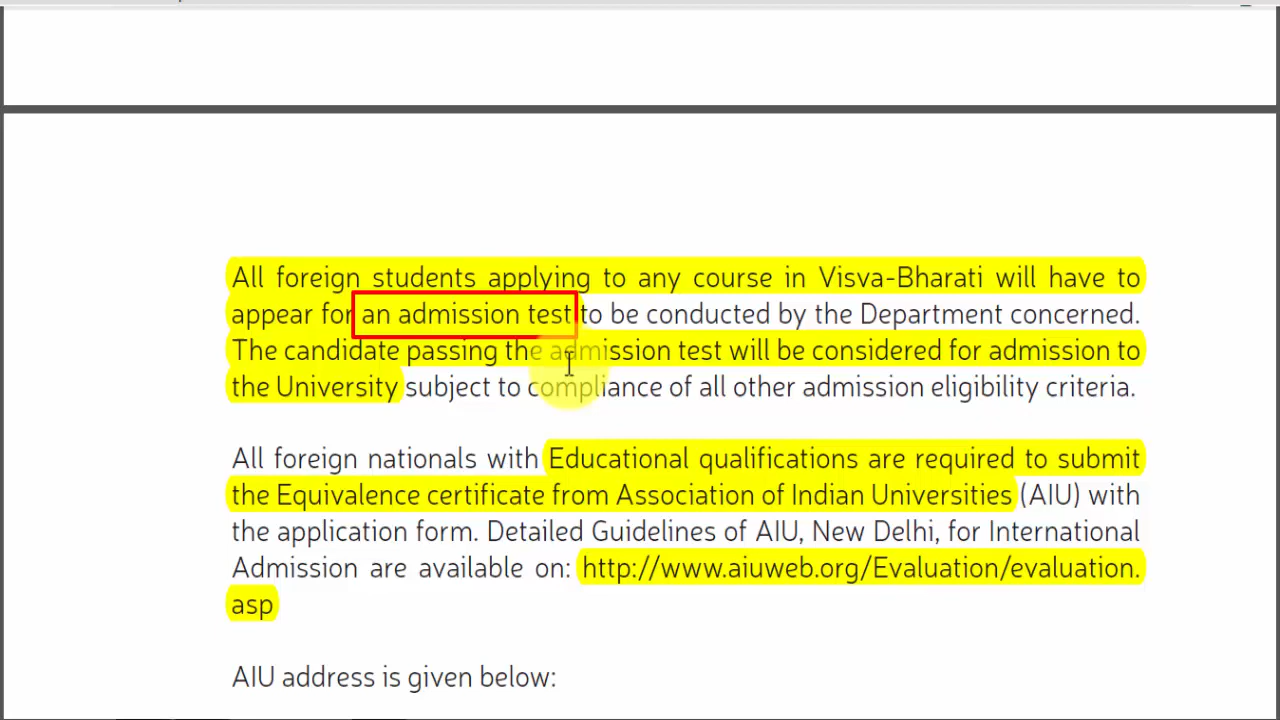 All foreign students applying to any course in Visva-Bharati will have to
appear for an admission test to be conducted by the Department concerned.
The candidate passing the admission test will be considered for admission to
the University subject to compliance of all other admission eligibility criteria.
All foreign nationals with Educational qualifications are required to submit
the Equivalence certificate from Association of Indian Universities (AIU) with
the application form. Detailed Guidelines of AIU, New Delhi, for International
Admission are available on: http://www.aiuweb.org/Evaluation/evaluation.
asp
AIU address is given below: